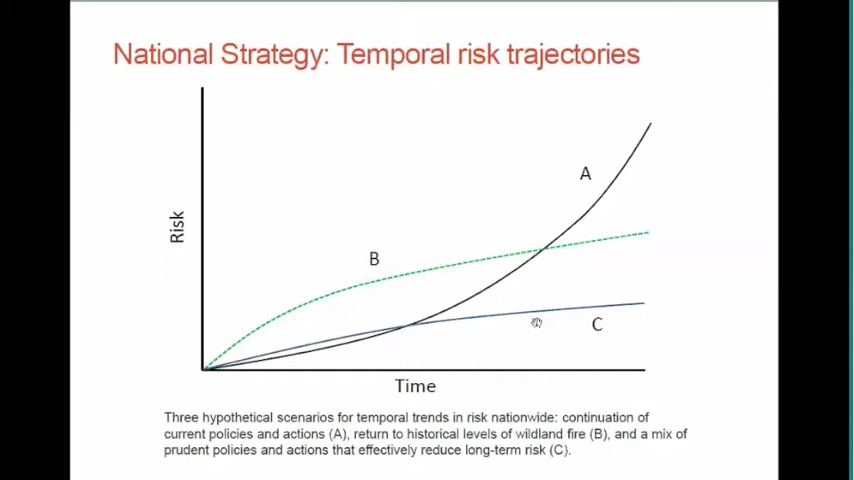 National Strategy: Temporal risk trajectories
A
Risk
B
C
Time
Three hypothetical scenarios for temporal trends in risk nationwide: continuation of
current policies and actions (A), return to historical levels of wildland fire (B), and a mix of
prudent policies and actions that effectively reduce long-term risk (C).